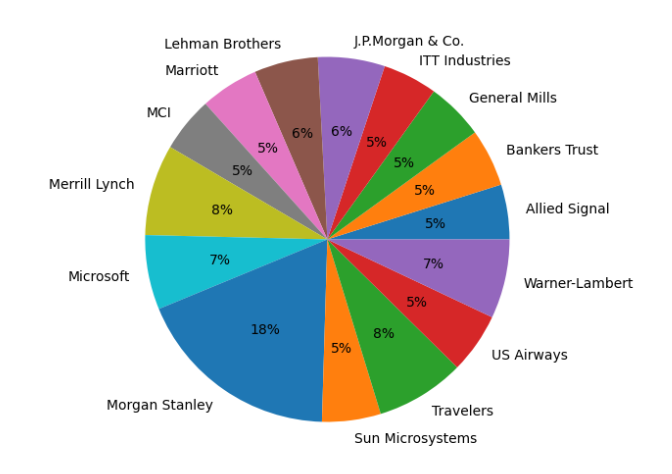 Lehman Brothers
J.P.Morgan & Co.
Marriott
ITT Industries
MCI
General Mills
Merrill Lynch
Bankers Trust
Microsoft
Allied Signal
Morgan Stanley
Warner-Lambert
Sun Microsystems
US Airways
Travelers
6%
6%
5%
5%
5%
5%
8%
5%
7%
5%
18%
7%
5%
8%
5%